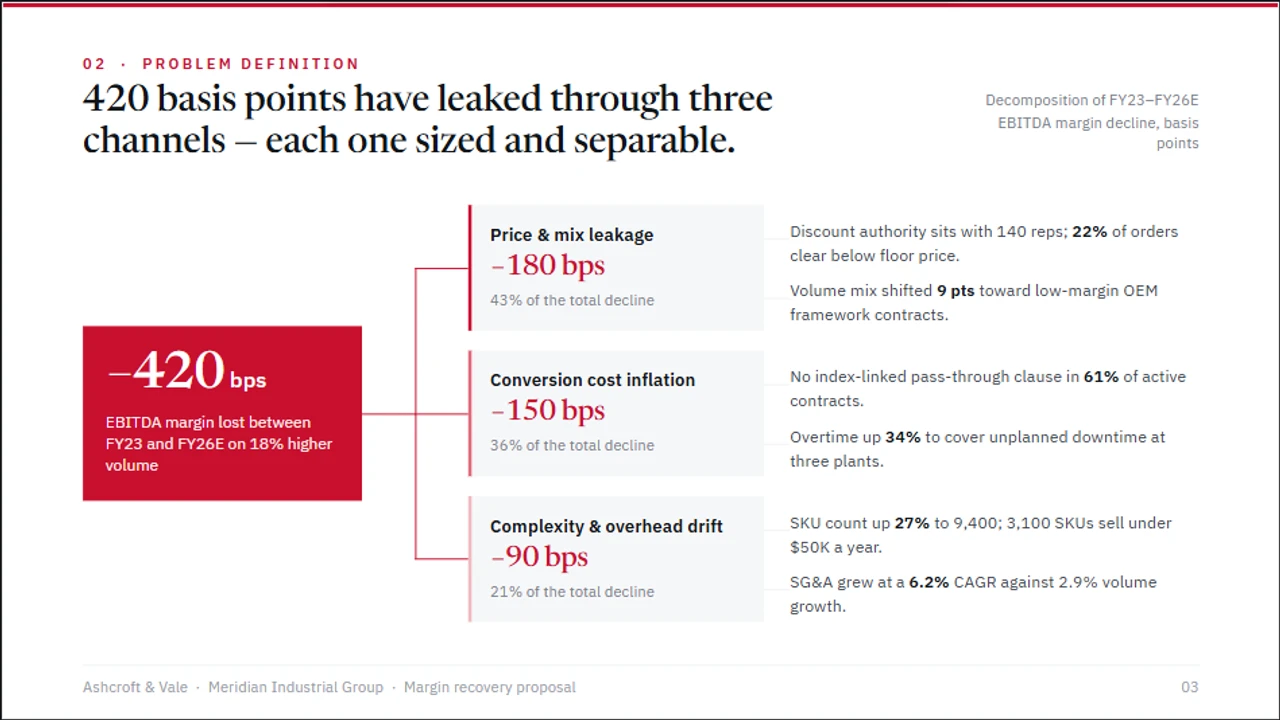 02 · PROBLEM DEFINITION
420 basis points have leaked through three
channels – each one sized and separable.
Decomposition of FY23–FY26E
EBITDA margin decline, basis
points
–420 bps
EBITDA margin lost between
FY23 and FY26E on 18% higher
volume
Price & mix leakage
–180 bps
43% of the total decline
Discount authority sits with 140 reps; 22% of orders
clear below floor price.
Volume mix shifted 9 pts toward low-margin OEM
framework contracts.
Conversion cost inflation
–150 bps
36% of the total decline
No index-linked pass-through clause in 61% of active
contracts.
Overtime up 34% to cover unplanned downtime at
three plants.
Complexity & overhead drift
–90 bps
21% of the total decline
SKU count up 27% to 9,400; 3,100 SKUs sell under
$50K a year.
SG&A grew at a 6.2% CAGR against 2.9% volume
growth.
Ashcroft & Vale · Meridian Industrial Group · Margin recovery proposal
03